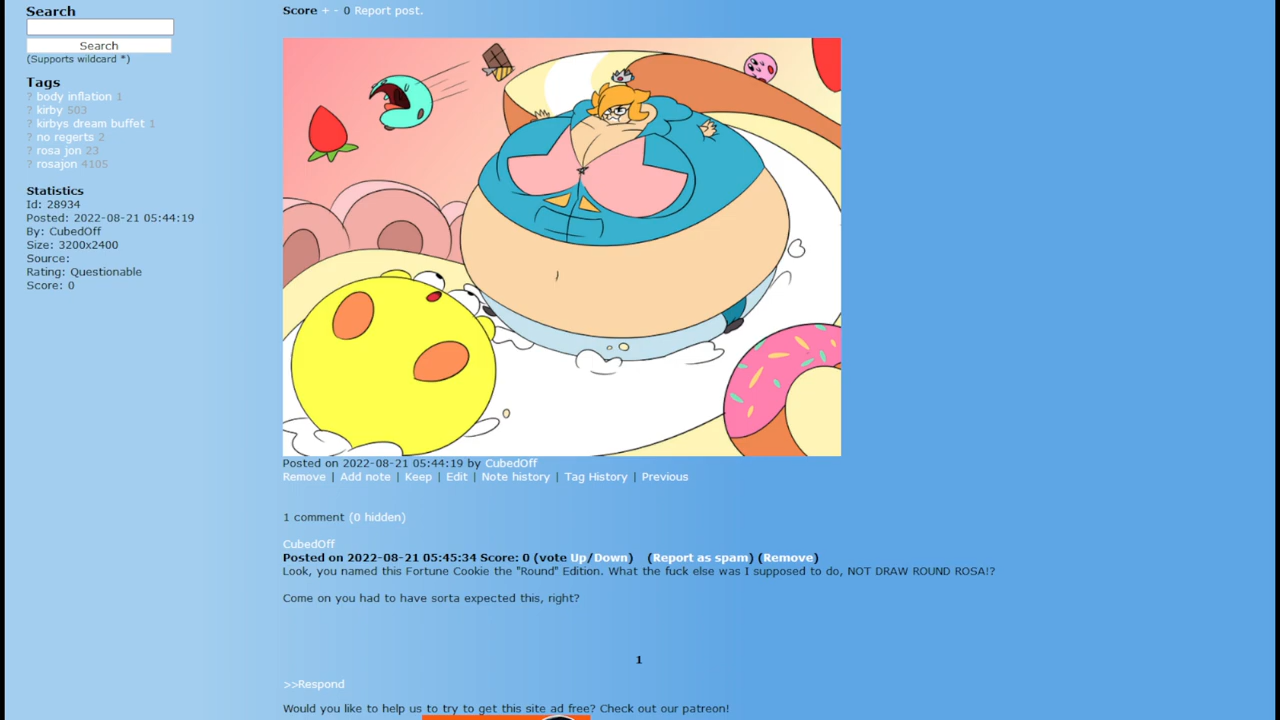 Search
Search
(Supports wildcard *)
Tags
? body inflation 1
? kirby 503
? kirbys dream buffet 1
? no regerts 2
? rosa jon 23
? rosajon 4105
Statistics
Id: 28934
Posted: 2022-08-21 05:44:19
By: CubedOff
Size: 3200x2400
Source:
Rating: Questionable
Score: 0
Score + - 0 Report post.
Posted on 2022-08-21 05:44:19 by CubedOff
Remove | Add note | Keep | Edit | Note history | Tag History | Previous
1 comment (0 hidden)
CubedOff
Posted on 2022-08-21 05:45:34 Score: 0 (vote Up/Down) (Report as spam) (Remove)
Look, you named this Fortune Cookie the "Round" Edition. What the fuck else was I supposed to do, NOT DRAW ROUND ROSA!?
Come on you had to have sorta expected this, right?
1
>>Respond
Would you like to help us to try to get this site ad free? Check out our patreon!